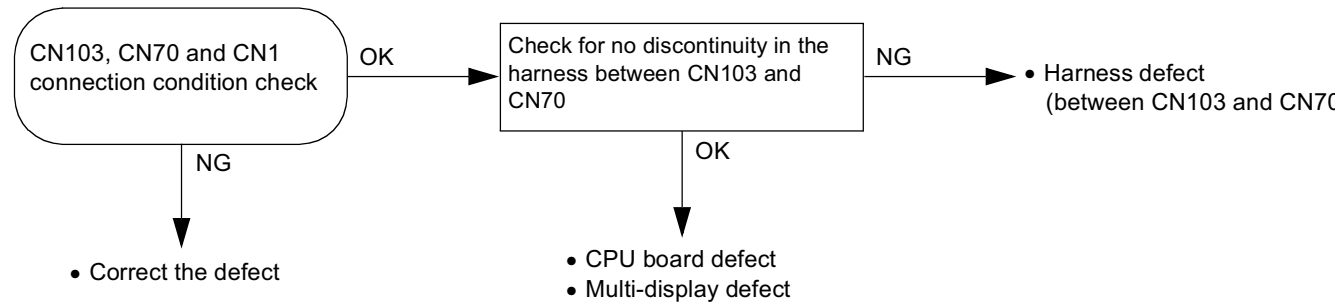 CN103, CN70 and CN1
connection condition check
OK
NG
• Correct the defect
Check for no discontinuity in the
harness between CN103 and
CN70
NG
OK
• Harness defect
(between CN103 and CN70
• CPU board defect
• Multi-display defect